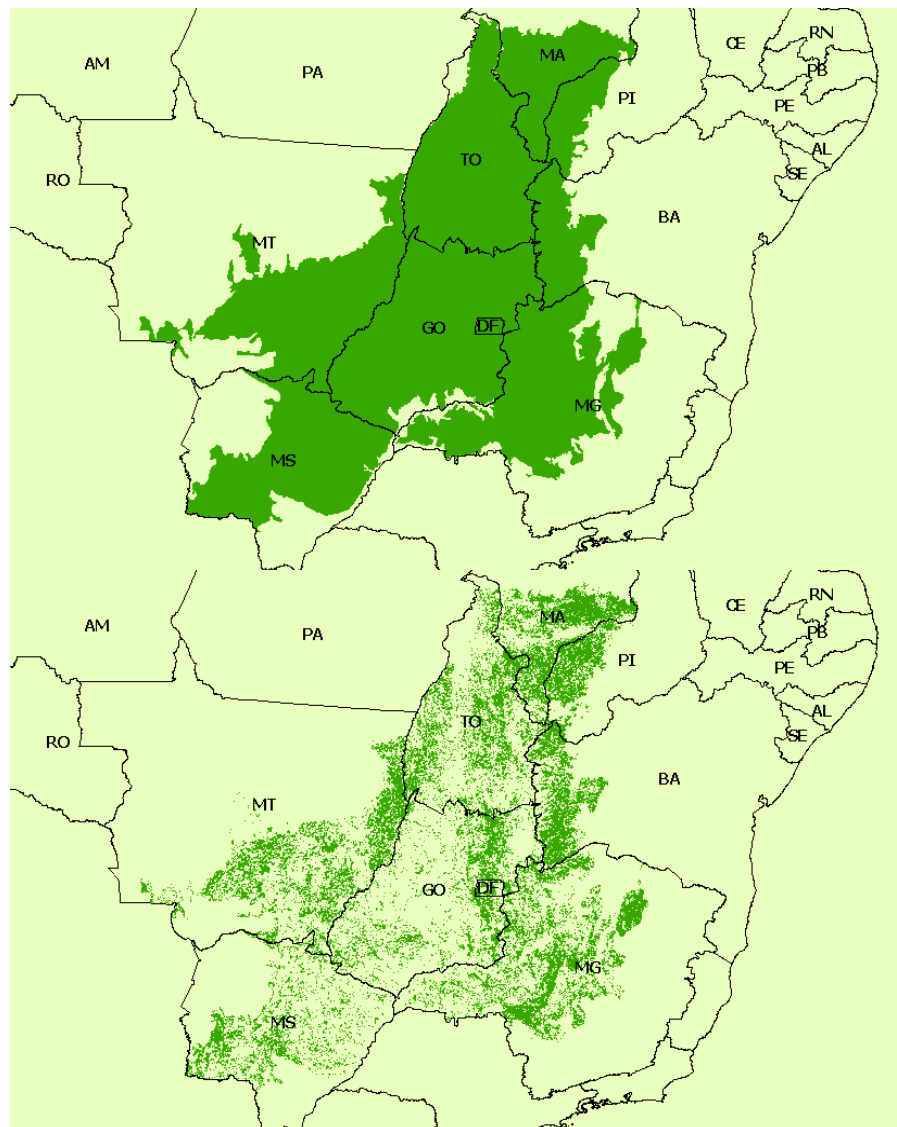 CE
RN
AM
PA
MA
PB
PI
PE
AL
TO
SE
RO
BA
MT
GO
DF
MG
MS
CE
RN
AM
PA
MA
PB
PI
PE
AL
TO
SE
RO
BA
MT
GO
DF
MG
MS